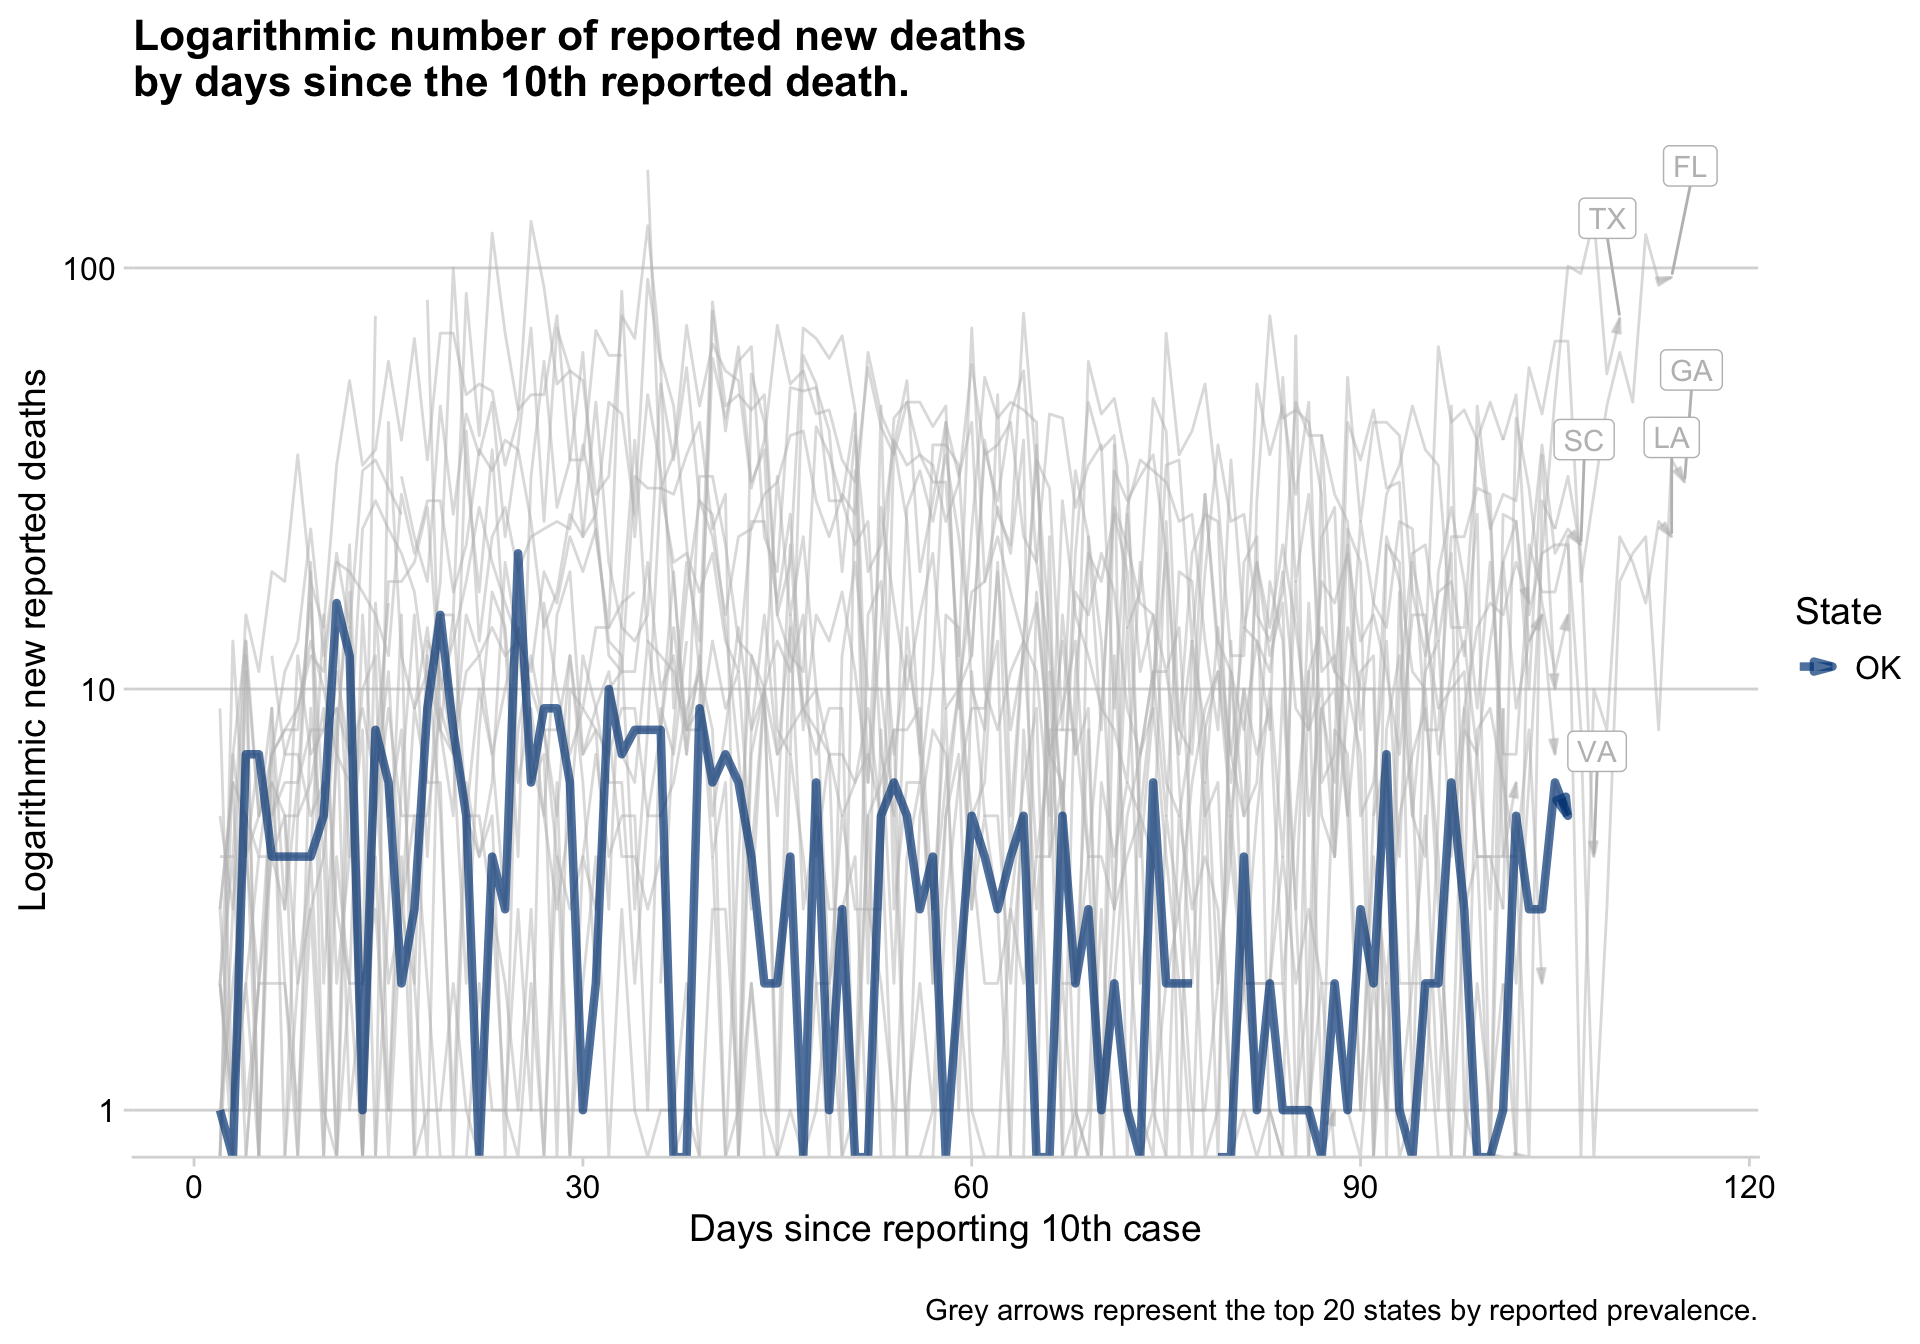 Logarithmic number of reported new deaths
by days since the 10th reported death.
FL
TX
100
GA
SC
LA
Logarithmic new reported deaths
State
OK
10
VA
1
0
30
60
90
120
Days since reporting 10th case
Grey arrows represent the top 20 states by reported prevalence.